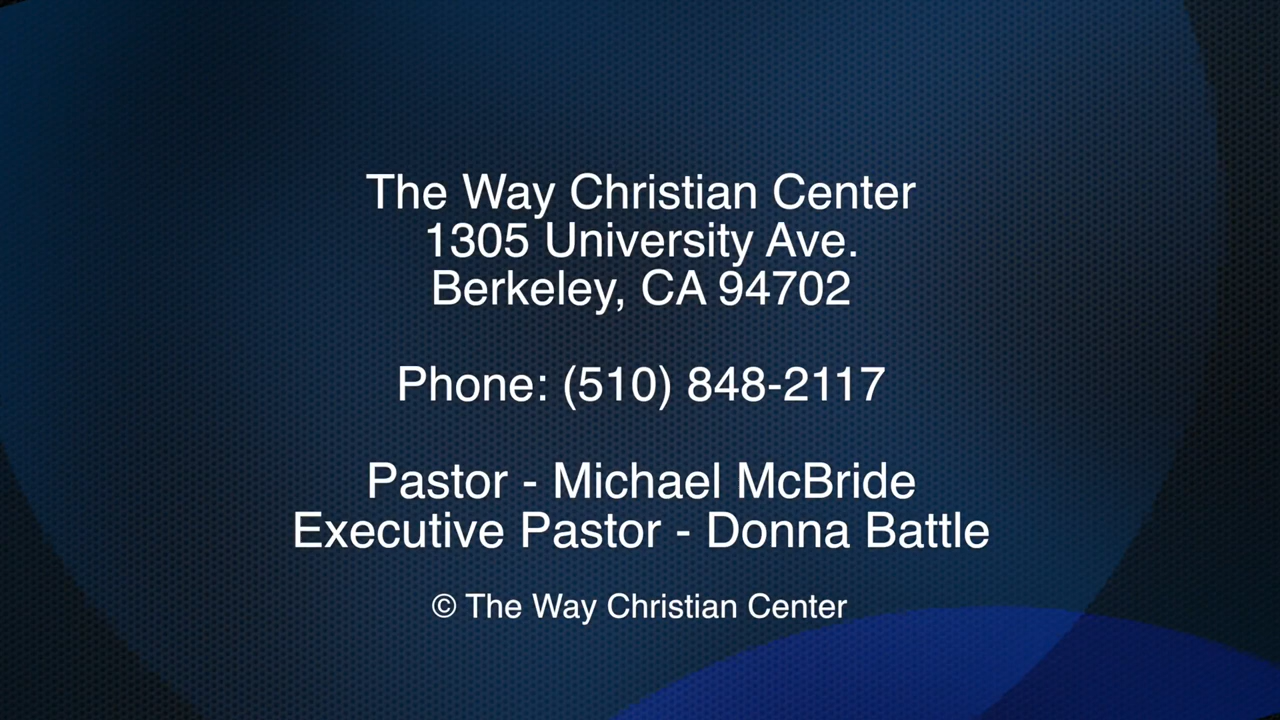 The Way Christian Center
1305 University Ave.
Berkeley, CA 94702
Phone: (510) 848-2117
Pastor - Michael McBride
Executive Pastor - Donna Battle
© The Way Christian Center